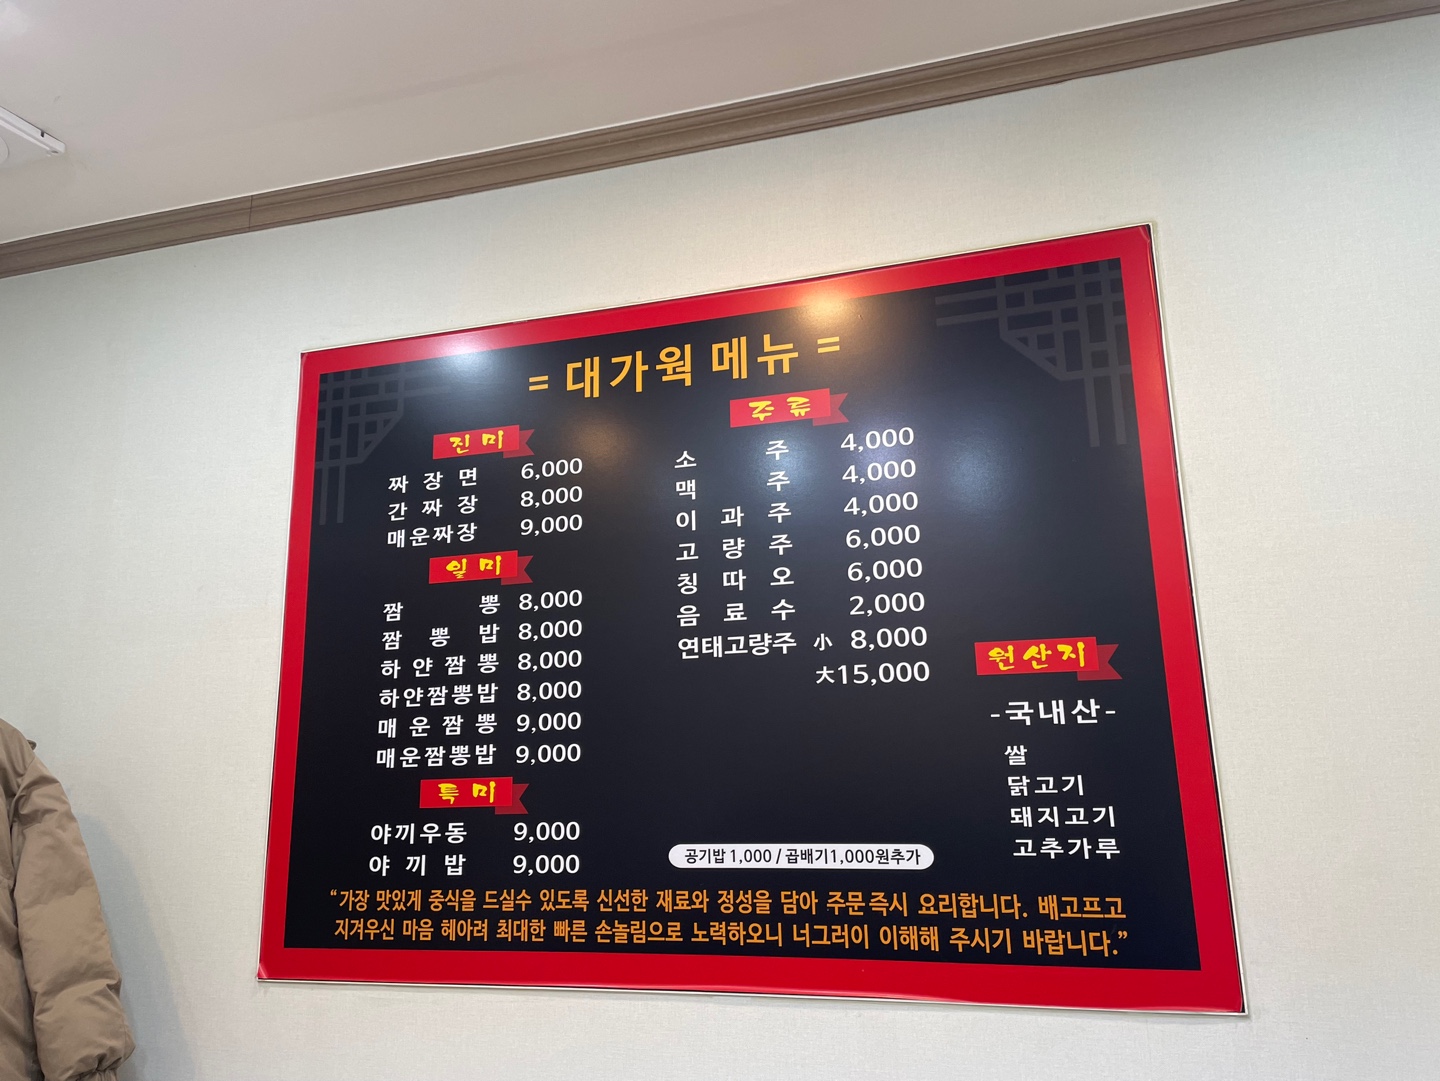 = 대가웍 메뉴 =
진미
짜장면 6,000
간짜장 8,000
매운짜장 9,000
일미
짬뽕 8,000
짬뽕밥 8,000
하얀짬뽕 8,000
하얀짬뽕밥 8,000
매운짬뽕 9,000
매운짬뽕밥 9,000
특미
야끼우동 9,000
야끼밥 9,000
주류
소주 4,000
맥주 4,000
이과주 4,000
고량주 6,000
칭따오 6,000
음료수 2,000
연태고량주 小 8,000
大15,000
원산지
-국내산-
쌀
닭고기
돼지고기
고추가루
공기밥 1,000 / 곱배기1,000원추가
“가장 맛있게 중식을 드실수 있도록 신선한 재료와 정성을 담아 주문 즉시 요리합니다. 배고프고
지겨우신 마음 헤아려 최대한 빠른 손놀림으로 노력하오니 너그러이 이해해 주시기 바랍니다.”